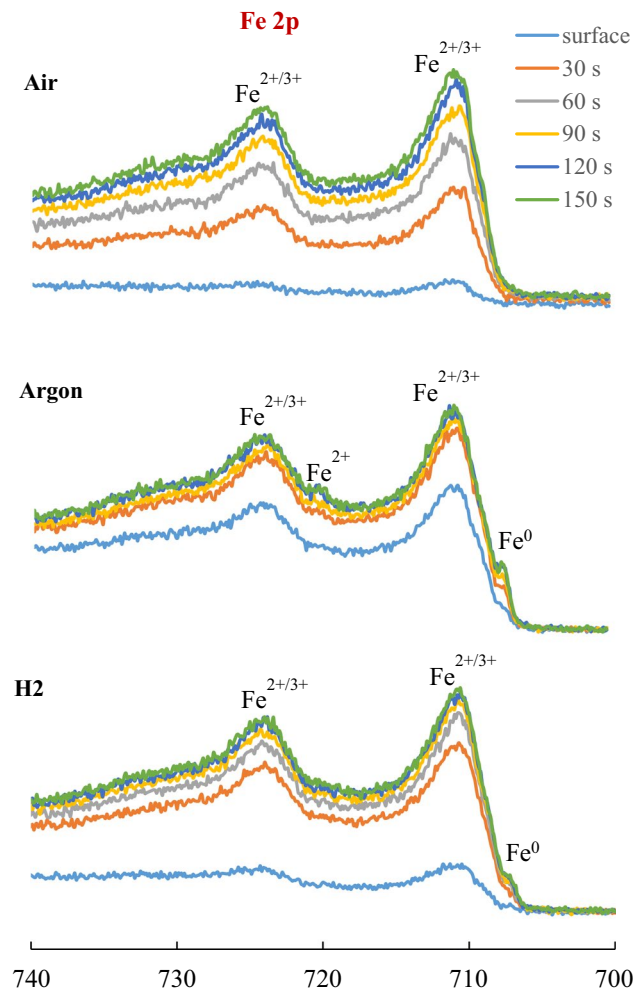 Fe 2p
surface
30 s
60 s
90 s
120 s
150 s
Air
Fe2+/3+
Fe2+/3+
Argon
Fe2+/3+
Fe2+
Fe2+/3+
Fe0
H2
Fe2+/3+
Fe2+/3+
Fe0
740 730 720 710 700